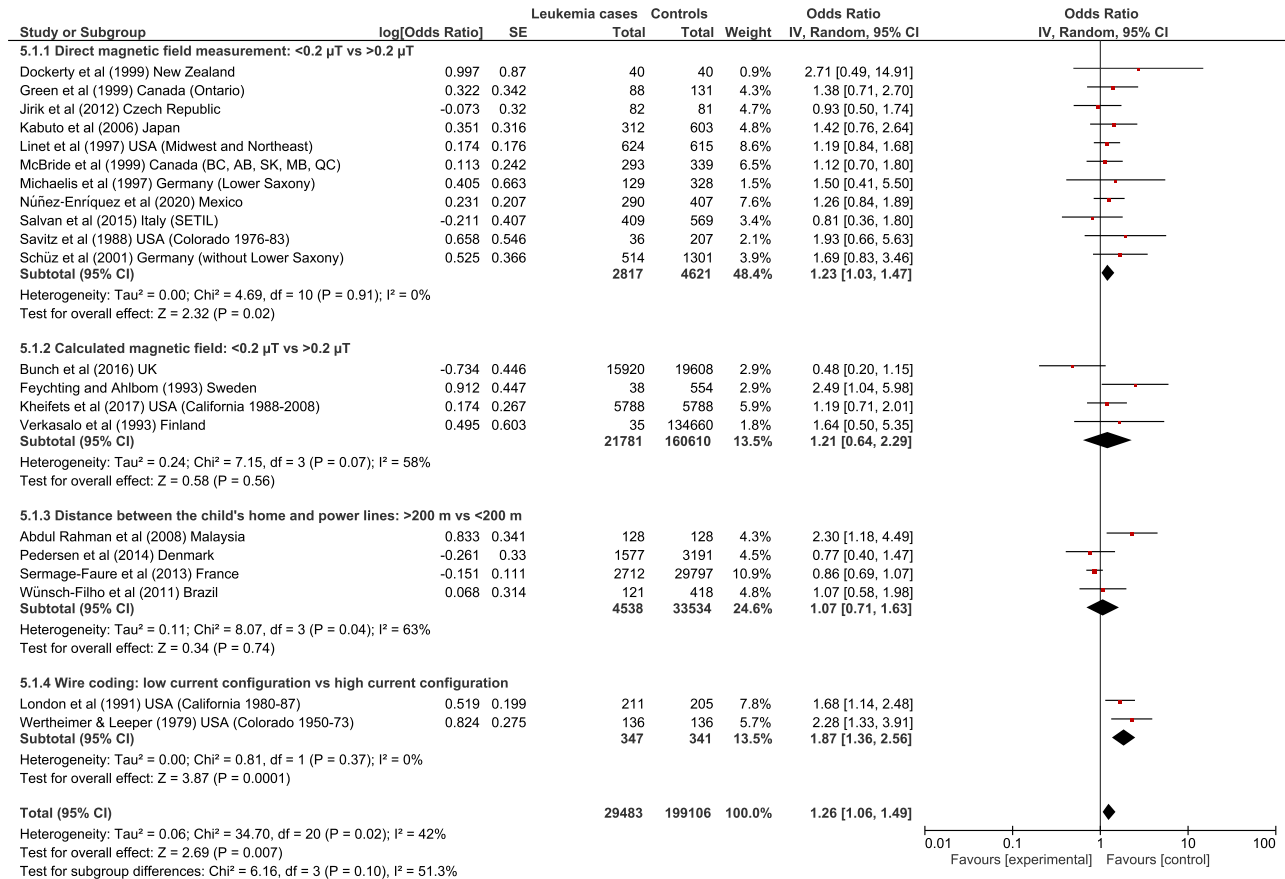 Leukemia cases Controls Odds Ratio Odds Ratio
Study or Subgroup log[Odds Ratio] SE Total Total Weight IV, Random, 95% CI IV, Random, 95% CI
5.1.1 Direct magnetic field measurement: <0.2 µT vs >0.2 µT
Dockerty et al (1999) New Zealand 0.997 0.87 40 40 0.9% 2.71 [0.49, 14.91]
Green et al (1999) Canada (Ontario) 0.322 0.342 88 131 4.3% 1.38 [0.71, 2.70]
Jirik et al (2012) Czech Republic -0.073 0.32 82 81 4.7% 0.93 [0.50, 1.74]
Kabuto et al (2006) Japan 0.351 0.316 312 603 4.8% 1.42 [0.76, 2.64]
Linet et al (1997) USA (Midwest and Northeast) 0.174 0.176 624 615 8.6% 1.19 [0.84, 1.68]
McBride et al (1999) Canada (BC, AB, SK, MB, QC) 0.113 0.242 293 339 6.5% 1.12 [0.70, 1.80]
Michaelis et al (1997) Germany (Lower Saxony) 0.405 0.663 129 328 1.5% 1.50 [0.41, 5.50]
Núñez-Enríquez et al (2020) Mexico 0.231 0.207 290 407 7.6% 1.26 [0.84, 1.89]
Salvan et al (2015) Italy (SETIL) -0.211 0.407 409 569 3.4% 0.81 [0.36, 1.80]
Savitz et al (1988) USA (Colorado 1976-83) 0.658 0.546 36 207 2.1% 1.93 [0.66, 5.63]
Schüz et al (2001) Germany (without Lower Saxony) 0.525 0.366 514 1301 3.9% 1.69 [0.83, 3.46]
Subtotal (95% CI) 2817 4621 48.4% 1.23 [1.03, 1.47]
Heterogeneity: Tau² = 0.00; Chi² = 4.69, df = 10 (P = 0.91); I² = 0%
Test for overall effect: Z = 2.32 (P = 0.02)
5.1.2 Calculated magnetic field: <0.2 µT vs >0.2 µT
Bunch et al (2016) UK -0.734 0.446 15920 19608 2.9% 0.48 [0.20, 1.15]
Feychting and Ahlbom (1993) Sweden 0.912 0.447 38 554 2.9% 2.49 [1.04, 5.98]
Kheifets et al (2017) USA (California 1988-2008) 0.174 0.267 5788 5788 5.9% 1.19 [0.71, 2.01]
Verkasalo et al (1993) Finland 0.495 0.603 35 134660 1.8% 1.64 [0.50, 5.35]
Subtotal (95% CI) 21781 160610 13.5% 1.21 [0.64, 2.29]
Heterogeneity: Tau² = 0.24; Chi² = 7.15, df = 3 (P = 0.07); I² = 58%
Test for overall effect: Z = 0.58 (P = 0.56)
5.1.3 Distance between the child's home and power lines: >200 m vs <200 m
Abdul Rahman et al (2008) Malaysia 0.833 0.341 128 128 4.3% 2.30 [1.18, 4.49]
Pedersen et al (2014) Denmark -0.261 0.33 1577 3191 4.5% 0.77 [0.40, 1.47]
Sermage-Faure et al (2013) France -0.151 0.111 2712 29797 10.9% 0.86 [0.69, 1.07]
Wünsch-Filho et al (2011) Brazil 0.068 0.314 121 418 4.8% 1.07 [0.58, 1.98]
Subtotal (95% CI) 4538 33534 24.6% 1.07 [0.71, 1.63]
Heterogeneity: Tau² = 0.11; Chi² = 8.07, df = 3 (P = 0.04); I² = 63%
Test for overall effect: Z = 0.34 (P = 0.74)
5.1.4 Wire coding: low current configuration vs high current configuration
London et al (1991) USA (California 1980-87) 0.519 0.199 211 205 7.8% 1.68 [1.14, 2.48]
Wertheimer & Leeper (1979) USA (Colorado 1950-73) 0.824 0.275 136 136 5.7% 2.28 [1.33, 3.91]
Subtotal (95% CI) 347 341 13.5% 1.87 [1.36, 2.56]
Heterogeneity: Tau² = 0.00; Chi² = 0.81, df = 1 (P = 0.37); I² = 0%
Test for overall effect: Z = 3.87 (P = 0.0001)
Total (95% CI) 29483 199106 100.0% 1.26 [1.06, 1.49]
Heterogeneity: Tau² = 0.06; Chi² = 34.70, df = 20 (P = 0.02); I² = 42%
Test for overall effect: Z = 2.69 (P = 0.007)
Test for subgroup differences: Chi² = 6.16, df = 3 (P = 0.10), I² = 51.3%
0.01 0.1 1 10 100
Favours [experimental] Favours [control]